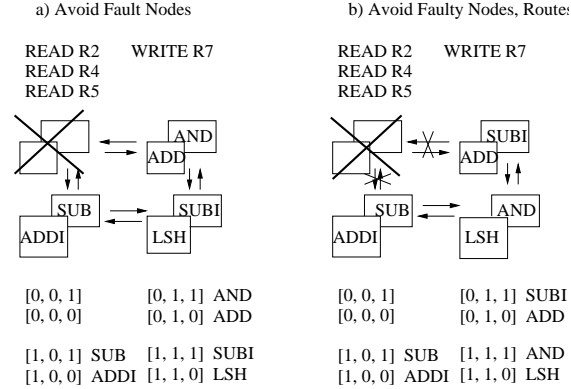 a) Avoid Fault Nodes
READ R2 WRITE R7
READ R4
READ R5
AND
ADD
SUB SUBI
ADDI LSH
[0, 0, 1] [0, 1, 1] AND
[0, 0, 0] [0, 1, 0] ADD
[1, 0, 1] SUB [1, 1, 1] SUBI
[1, 0, 0] ADDI [1, 1, 0] LSH
b) Avoid Faulty Nodes, Routes
READ R2 WRITE R7
READ R4
READ R5
SUBI
ADD
SUB AND
ADDI LSH
[0, 0, 1] [0, 1, 1] SUBI
[0, 0, 0] [0, 1, 0] ADD
[1, 0, 1] SUB [1, 1, 1] AND
[1, 0, 0] ADDI [1, 1, 0] LSH